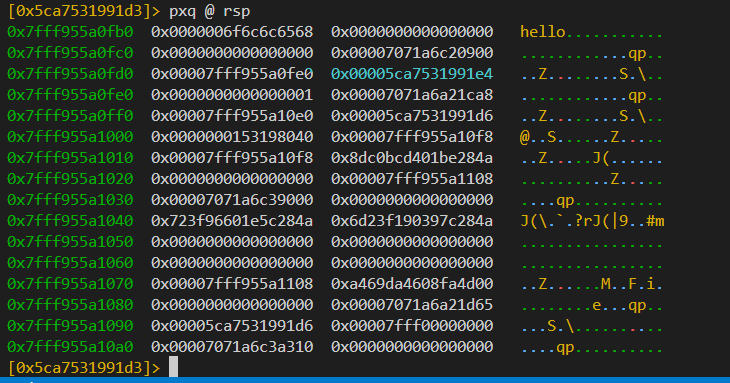 [0x5ca7531991d3]> pxq @ rsp
0x7fff955a0fb0  0x0000006f6c6c6568  0x0000000000000000   hello...........
0x7fff955a0fc0  0x0000000000000000  0x00007071a6c20900   ...........qp..
0x7fff955a0fd0  0x00007fff955a0fe0  0x00005ca7531991e4   ..Z.......S.\..
0x7fff955a0fe0  0x0000000000000001  0x00007071a6a21ca8   ...........qp..
0x7fff955a0ff0  0x00007fff955a10e0  0x00005ca7531991d6   ..Z.......S.\..
0x7fff955a1000  0x0000000153198040  0x00007fff955a10f8   @..S......Z.....
0x7fff955a1010  0x00007fff955a10f8  0x8dc0bcd401be284a   ..Z.....J(......
0x7fff955a1020  0x0000000000000000  0x00007fff955a1108   ..........Z.....
0x7fff955a1030  0x00007071a6c39000  0x0000000000000000   ....qp..........
0x7fff955a1040  0x723f96601e5c284a  0x6d23f190397c284a   J(\.`.?rJ(|9..#m
0x7fff955a1050  0x0000000000000000  0x0000000000000000   ................
0x7fff955a1060  0x0000000000000000  0x0000000000000000   ................
0x7fff955a1070  0x00007fff955a1108  0xa469da4608fa4d00   ..Z......M..F.i.
0x7fff955a1080  0x0000000000000000  0x00007071a6a21d65   ........e...qp..
0x7fff955a1090  0x00005ca7531991d6  0x00007fff00000000   ...S.\..........
0x7fff955a10a0  0x00007071a6c3a310  0x0000000000000000   ....qp..........
[0x5ca7531991d3]>